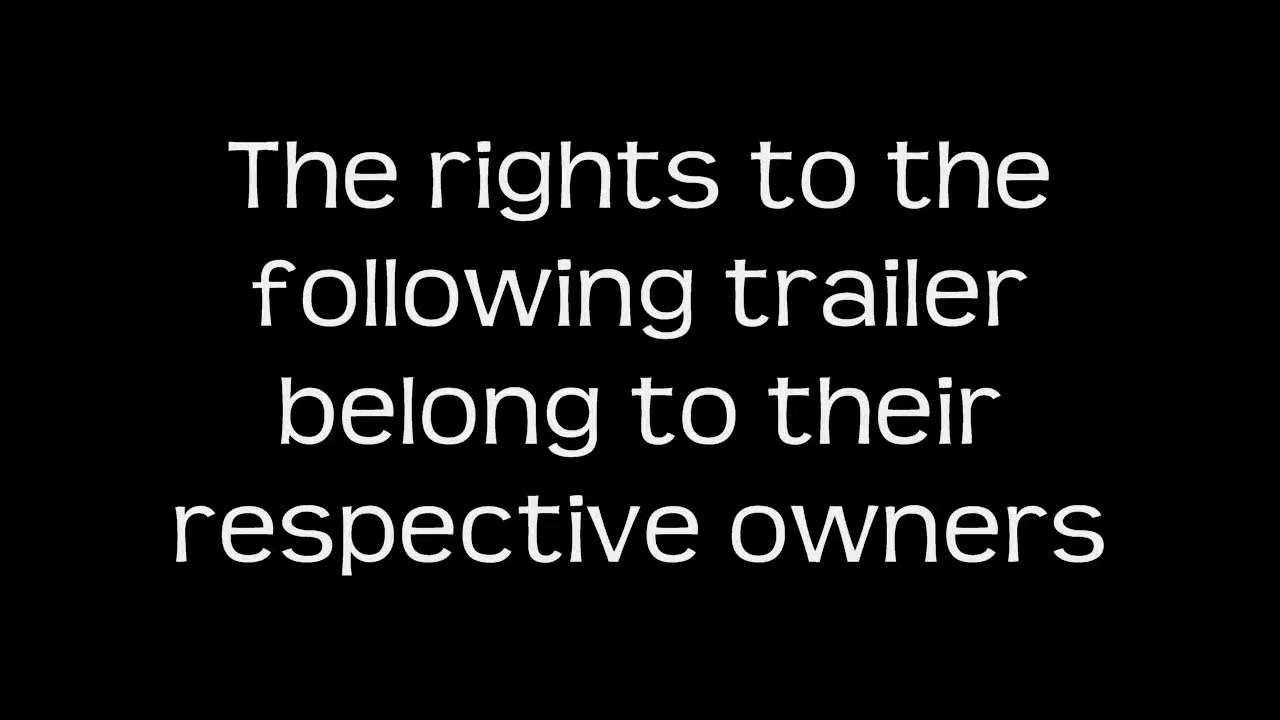 The rights to the
following trailer
belong to their
respective owners